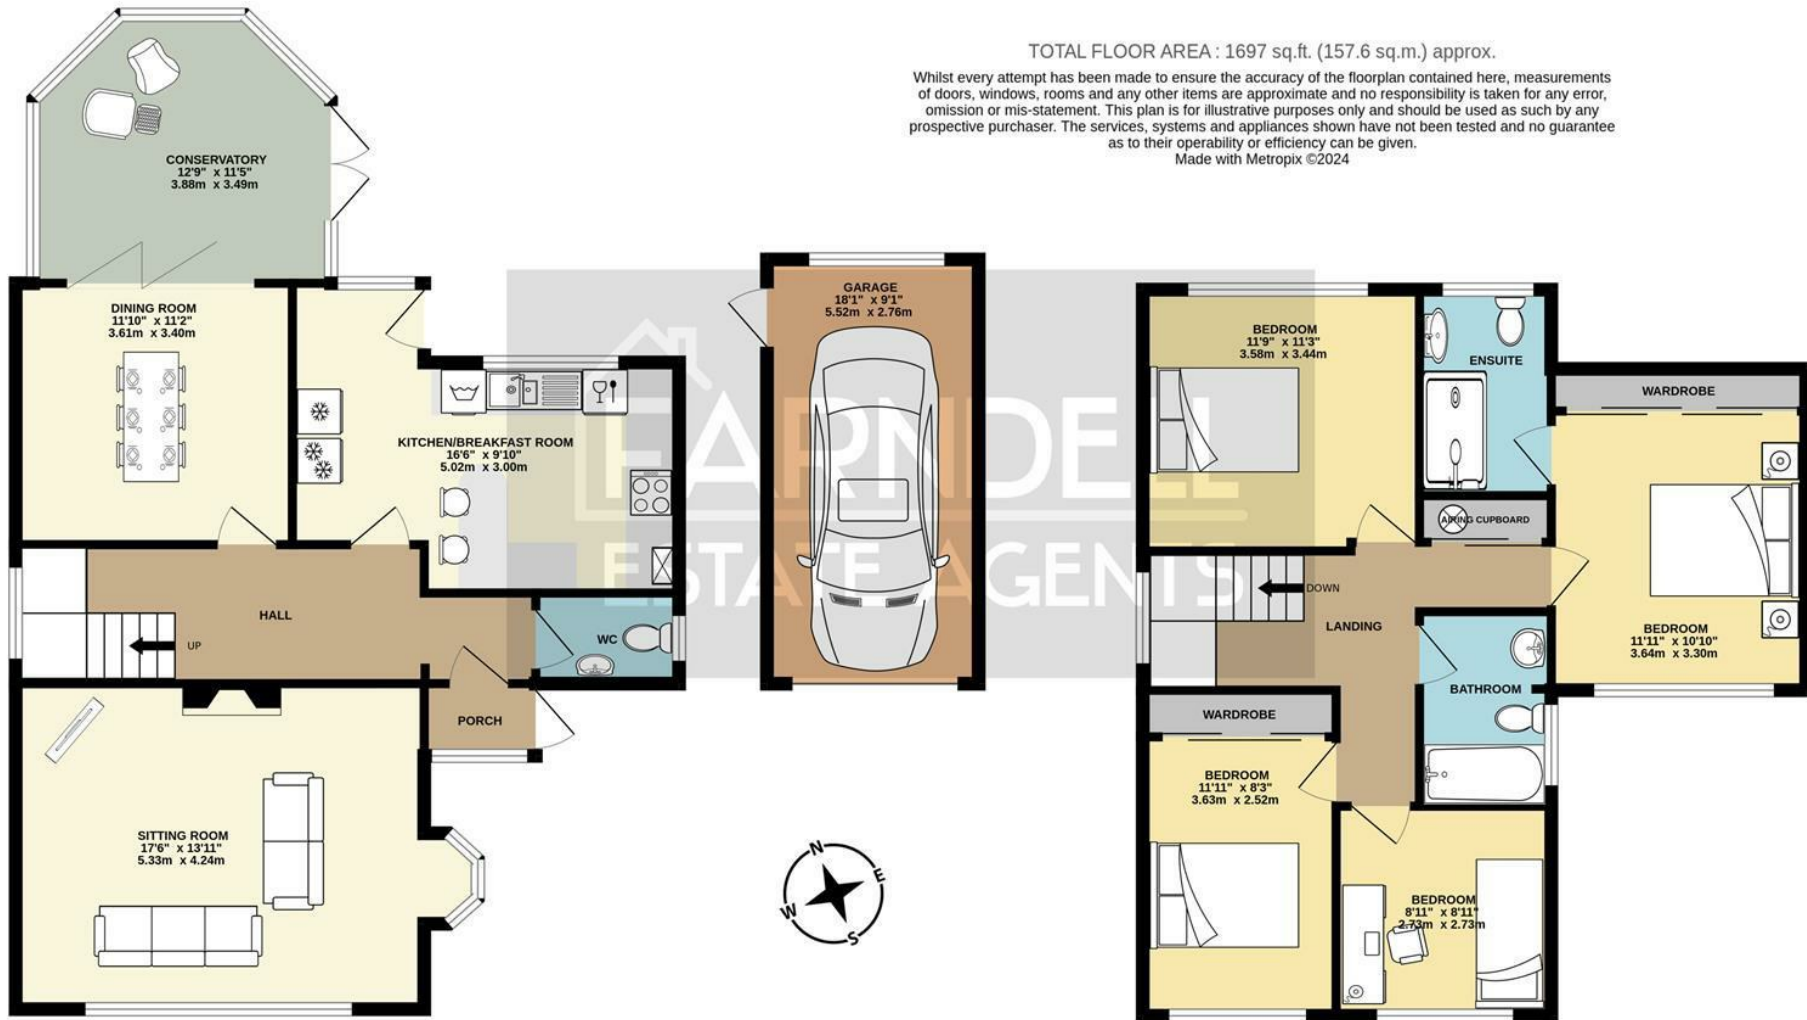 TOTAL FLOOR AREA : 1697 sq.ft. (157.6 sq.m.) approx.
Whilst every attempt has been made to ensure the accuracy of the floorplan contained here, measurements
of doors, windows, rooms and any other items are approximate and no responsibility is taken for any error,
omission or mis-statement. This plan is for illustrative purposes only and should be used as such by any
prospective purchaser. The services, systems and appliances shown have not been tested and no guarantee
as to their operability or efficiency can be given.
Made with Metropix ©2024
CONSERVATORY
12'9" x 11'5"
3.88m x 3.49m
DINING ROOM
11'10" x 11'2"
3.61m x 3.40m
KITCHEN/BREAKFAST ROOM
16'6" x 9'10"
5.02m x 3.00m
HALL
UP
WC
PORCH
SITTING ROOM
17'6" x 13'11"
5.33m x 4.24m
GARAGE
18'1" x 9'1"
5.52m x 2.76m
FARNDELL
ESTATE AGENTS
N
E
S
W
BEDROOM
11'9" x 11'3"
3.58m x 3.44m
ENSUITE
WARDROBE
AIRING CUPBOARD
DOWN
LANDING
BEDROOM
11'11" x 10'10"
3.64m x 3.30m
BATHROOM
WARDROBE
BEDROOM
11'11" x 8'3"
3.63m x 2.52m
BEDROOM
8'11" x 8'11"
2.73m x 2.73m